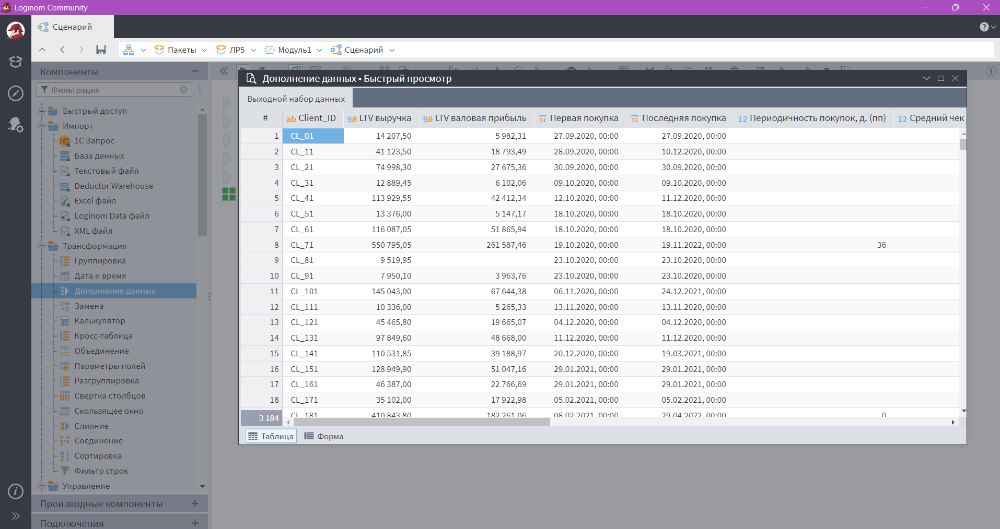 Loginom Community
Сценарий
Пакеты
ЛР5
Модуль1
Сценарий
Компоненты
Фильтрация
Быстрый доступ
Импорт
1С Запрос
База данных
Текстовый файл
Deductor Warehouse
Excel файл
Loginom Data файл
XML файл
Трансформация
Группировка
Дата и время
Дополнение данных
Замена
Калькулятор
Кросс-таблица
Объединение
Параметры полей
Разгруппировка
Свертка столбцов
Скользящее окно
Слияние
Соединение
Сортировка
Фильтр строк
Управление
Производные компоненты
Подключения
Дополнение данных • Быстрый просмотр
Выходной набор данных
# ab Client_ID 9.0 LTV выручка 9.0 LTV валовая прибыль 31 Первая покупка 31 Последняя покупка 12 Периодичность покупок, д. (пп) 12 Средний чек
1 CL_01 14 207,50 5 982,31 27.09.2020, 00:00 27.09.2020, 00:00
2 CL_11 41 123,50 18 793,49 28.09.2020, 00:00 10.12.2020, 00:00
3 CL_21 74 998,30 27 675,36 30.09.2020, 00:00 30.09.2020, 00:00
4 CL_31 12 889,45 6 102,06 09.10.2020, 00:00 09.10.2020, 00:00
5 CL_41 113 929,55 42 412,34 12.10.2020, 00:00 11.12.2020, 00:00
6 CL_51 13 376,00 5 147,17 18.10.2020, 00:00 18.10.2020, 00:00
7 CL_61 116 087,05 51 865,94 18.10.2020, 00:00 18.10.2020, 00:00
8 CL_71 550 795,05 261 587,46 19.10.2020, 00:00 19.11.2022, 00:00 36
9 CL_81 9 519,95 23.10.2020, 00:00 23.10.2020, 00:00
10 CL_91 7 950,10 3 963,76 23.10.2020, 00:00 23.10.2020, 00:00
11 CL_101 145 043,00 67 644,38 06.11.2020, 00:00 24.12.2021, 00:00
12 CL_111 10 336,00 5 265,33 13.11.2020, 00:00 13.11.2020, 00:00
13 CL_121 45 465,80 19 665,07 04.12.2020, 00:00 04.12.2020, 00:00
14 CL_131 97 849,60 48 668,00 11.12.2020, 00:00 11.12.2020, 00:00
15 CL_141 110 531,85 39 188,97 20.12.2020, 00:00 19.03.2021, 00:00
16 CL_151 128 949,90 51 047,16 29.01.2021, 00:00 29.01.2021, 00:00
17 CL_161 46 387,00 22 766,69 29.01.2021, 00:00 29.01.2021, 00:00
18 CL_171 35 102,00 17 922,98 05.02.2021, 00:00 05.02.2021, 00:00
CL_181 410 843,80 182 261,06 08.02.2021, 00:00 29.04.2022, 00:00 0
3 184
Таблица
Форма